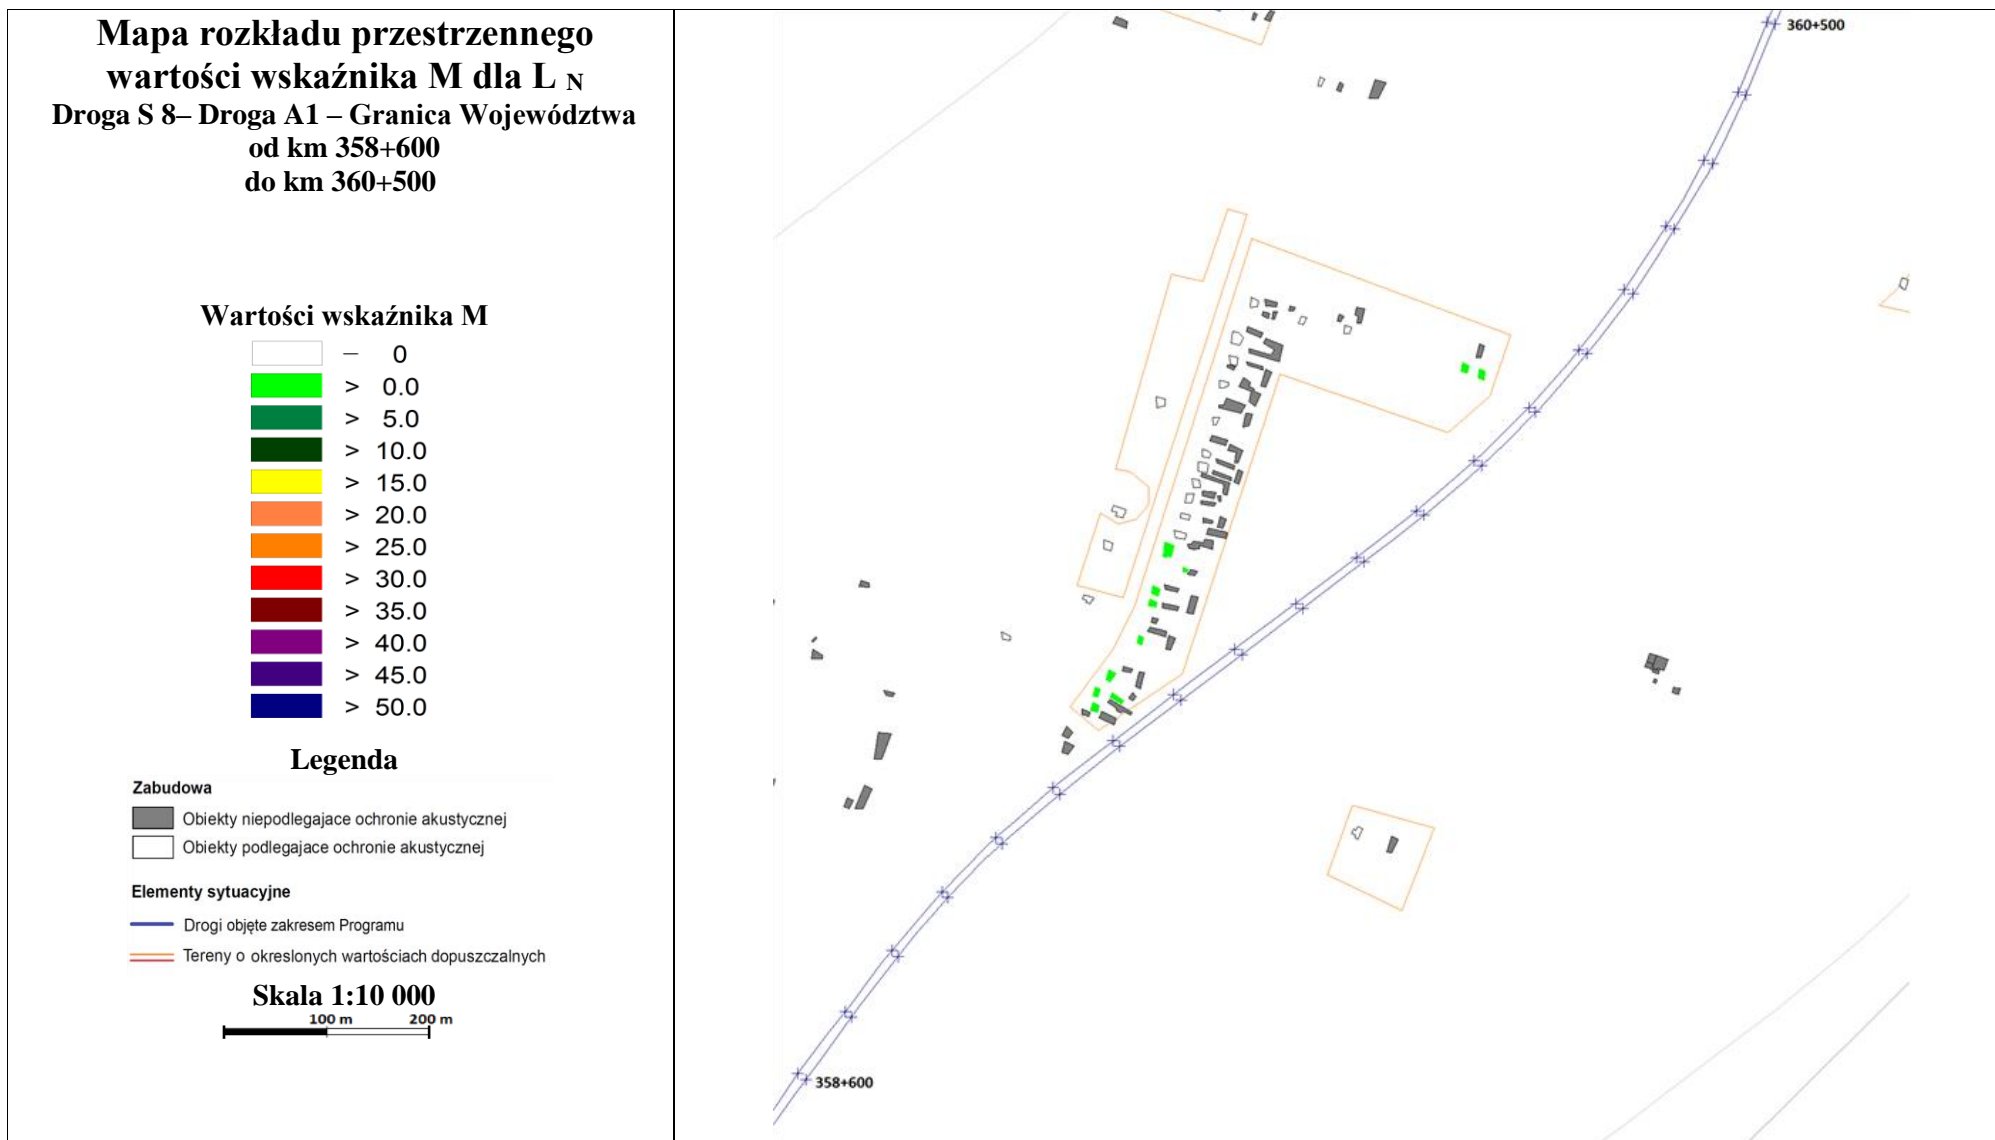 Mapa rozkładu przestrzennego
wartości wskaźnika M dla L N
Droga S 8– Droga A1 – Granica Województwa
od km 358+600
do km 360+500
Wartości wskaźnika M
– 0
> 0.0
> 5.0
> 10.0
> 15.0
> 20.0
> 25.0
> 30.0
> 35.0
> 40.0
> 45.0
> 50.0
Legenda
Zabudowa
Obiekty niepodlegajace ochronie akustycznej
Obiekty podlegajace ochronie akustycznej
Elementy sytuacyjne
Drogi objęte zakresem Programu
Tereny o okreslonych wartościach dopuszczalnych
Skala 1:10 000
100 m 200 m
360+500
358+600